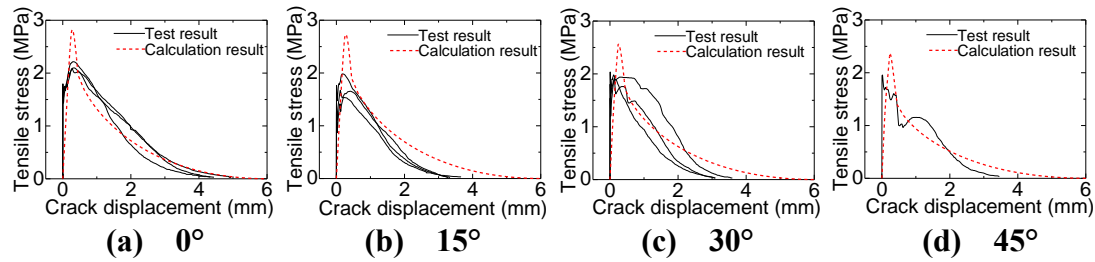 Tensile stress (MPa)
3
2
1
0
Test result
Calculation result
0 2 4 6
Crack displacement (mm)
(a) 0°
Tensile stress (MPa)
3
2
1
0
Test result
Calculation result
0 2 4 6
Crack displacement (mm)
(b) 15°
Tensile stress (MPa)
3
2
1
0
Test result
Calculation result
0 2 4 6
Crack displacement (mm)
(c) 30°
Tensile stress (MPa)
3
2
1
0
Test result
Calculation result
0 2 4 6
Crack displacement (mm)
(d) 45°